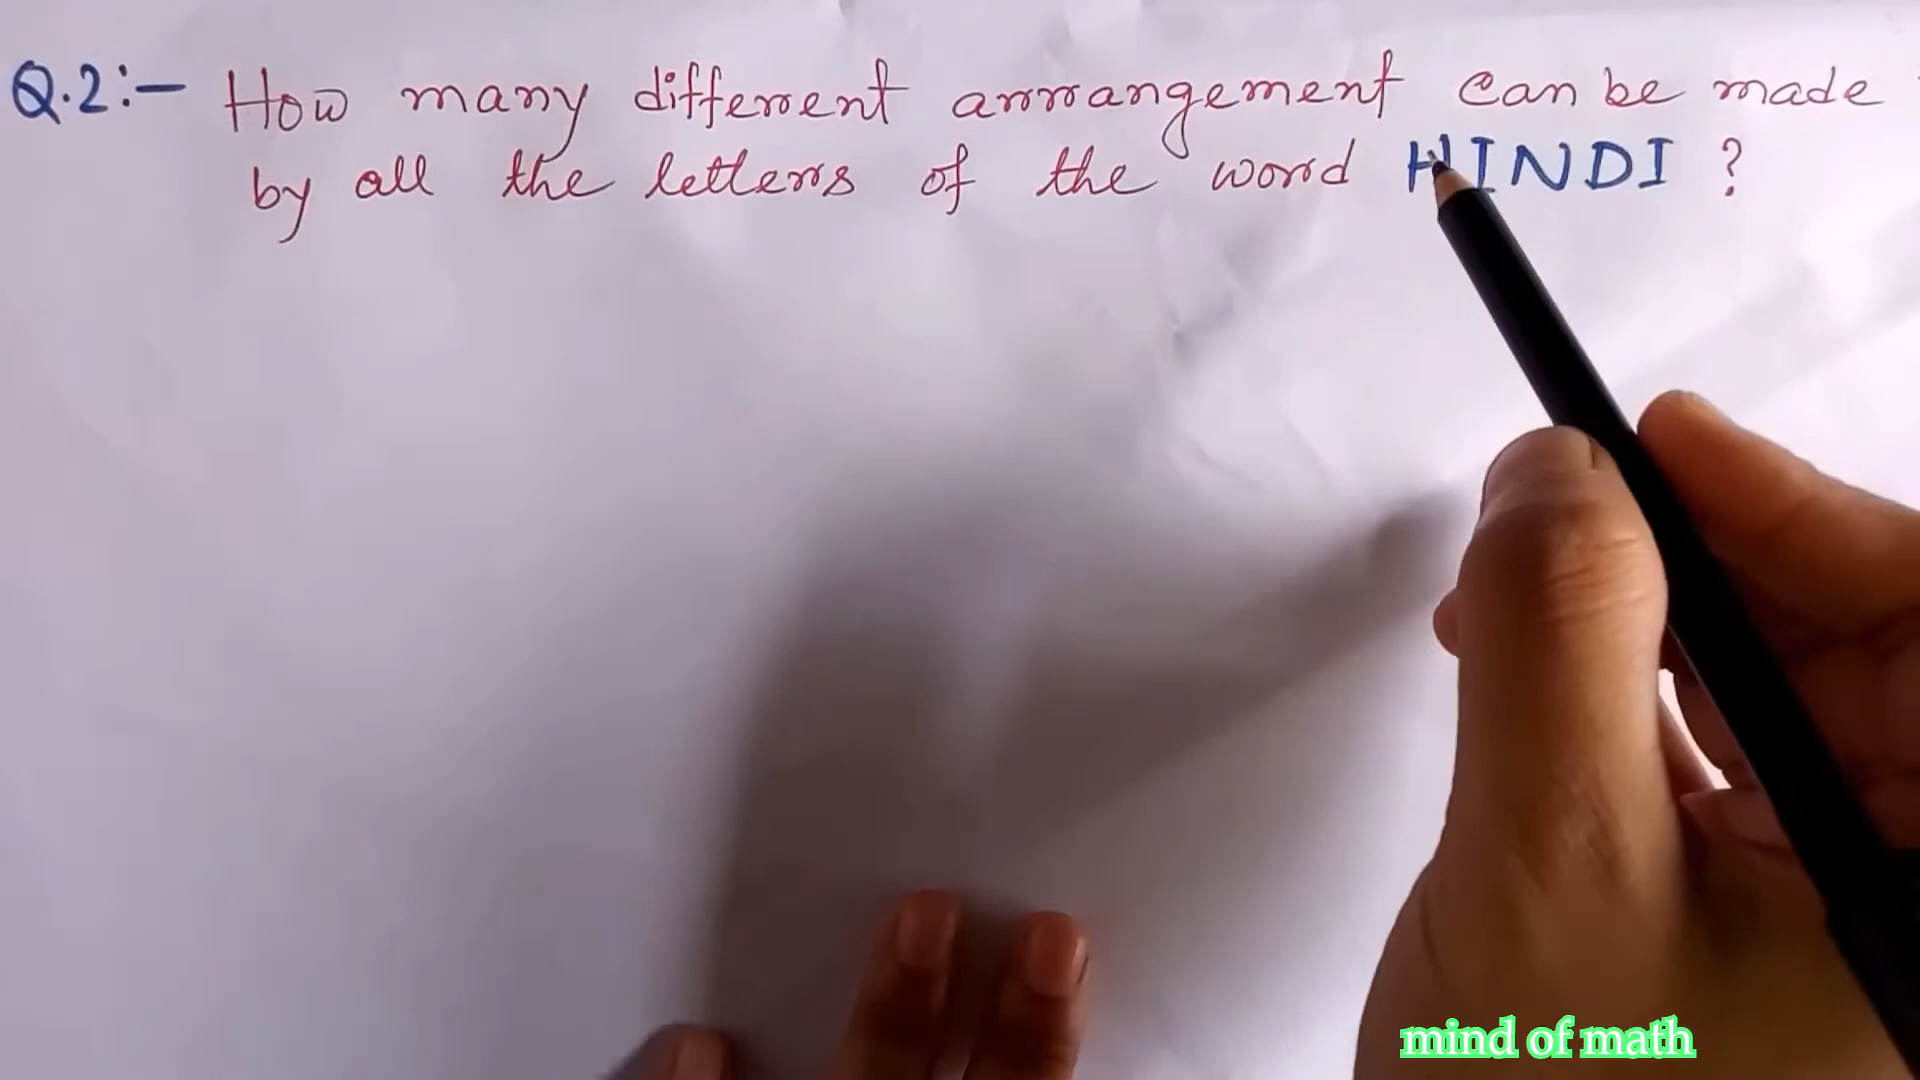 Q.2:- How many different arrangement can be made
by all the letters of the word HINDI ?
mind of math